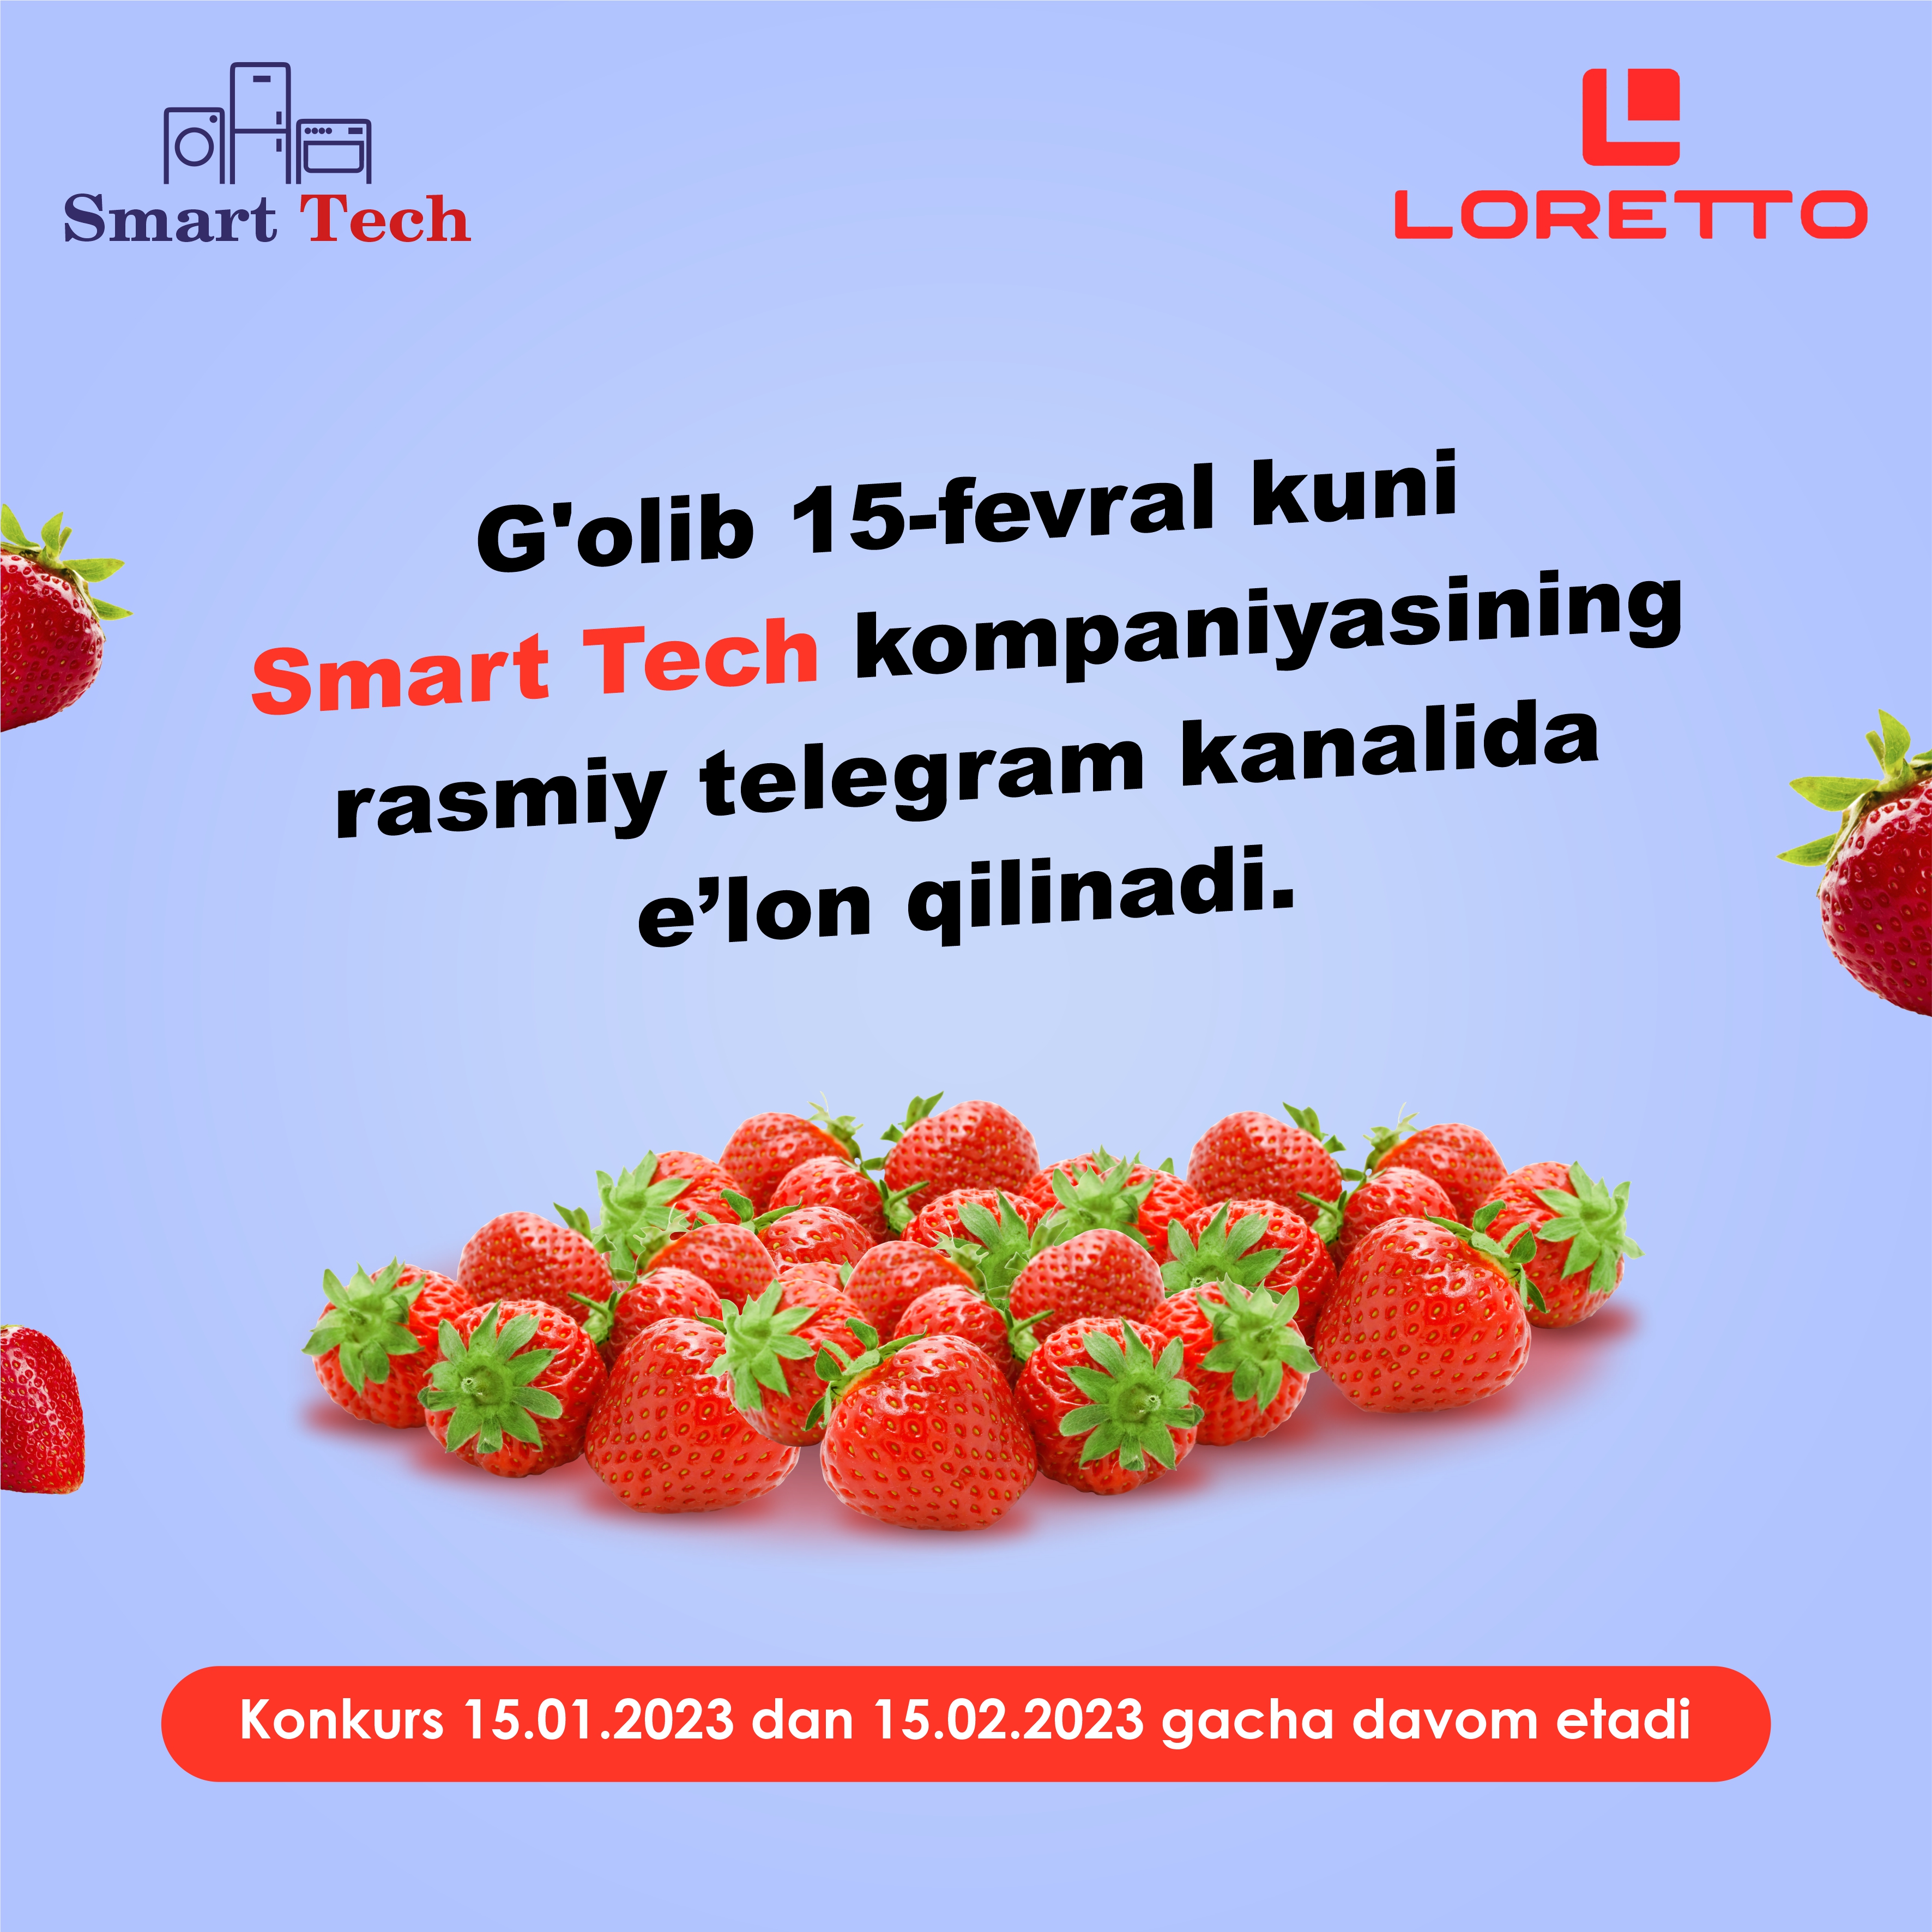 Smart Tech
LORETTO
G'olib 15-fevral kuni
Smart Tech kompaniyasining
rasmiy telegram kanalida
e’lon qilinadi.
Konkurs 15.01.2023 dan 15.02.2023 gacha davom etadi